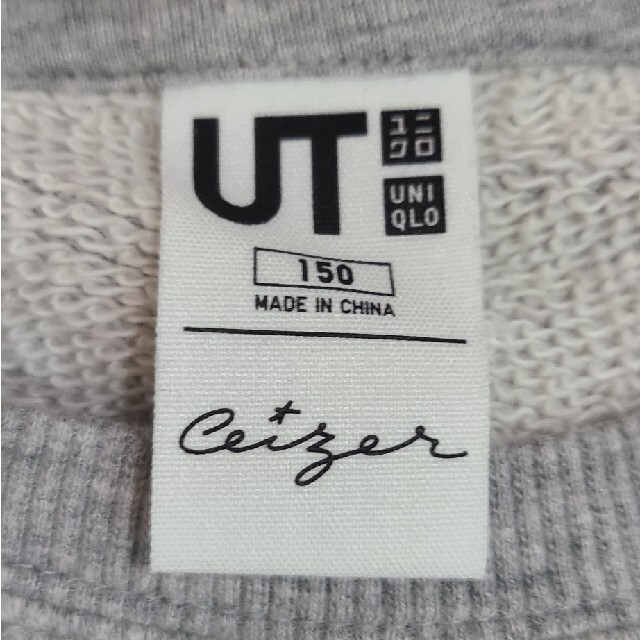 UT
ユニ
クロ
UNI
QLO
150
MADE IN CHINA
Ceizer